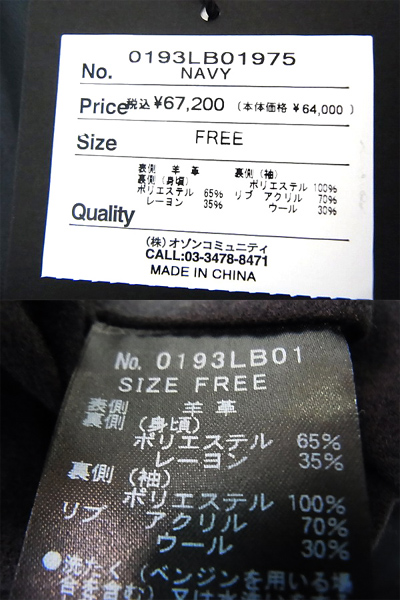 0193LB01975
No. NAVY
Price 税込 ¥67,200 (本体価格 ¥ 64,000)
Size FREE
表側 羊革 裏側(袖)
裏側(身頃) ポリエステル 100%
ポリエステル 65% リブ アクリル 70%
レーヨン 35% ウール 30%
Quality
(株)オゾンコミュニティ
CALL:03-3478-8471
MADE IN CHINA
No. 0193LB01
SIZE FREE
表側 羊革
裏側(身頃)
ポリエステル 65%
レーヨン 35%
裏側(袖)
ポリエステル 100%
リブ アクリル 70%
ウール 30%
●洗たく(ベンジンを用いる場
合を含む)又は